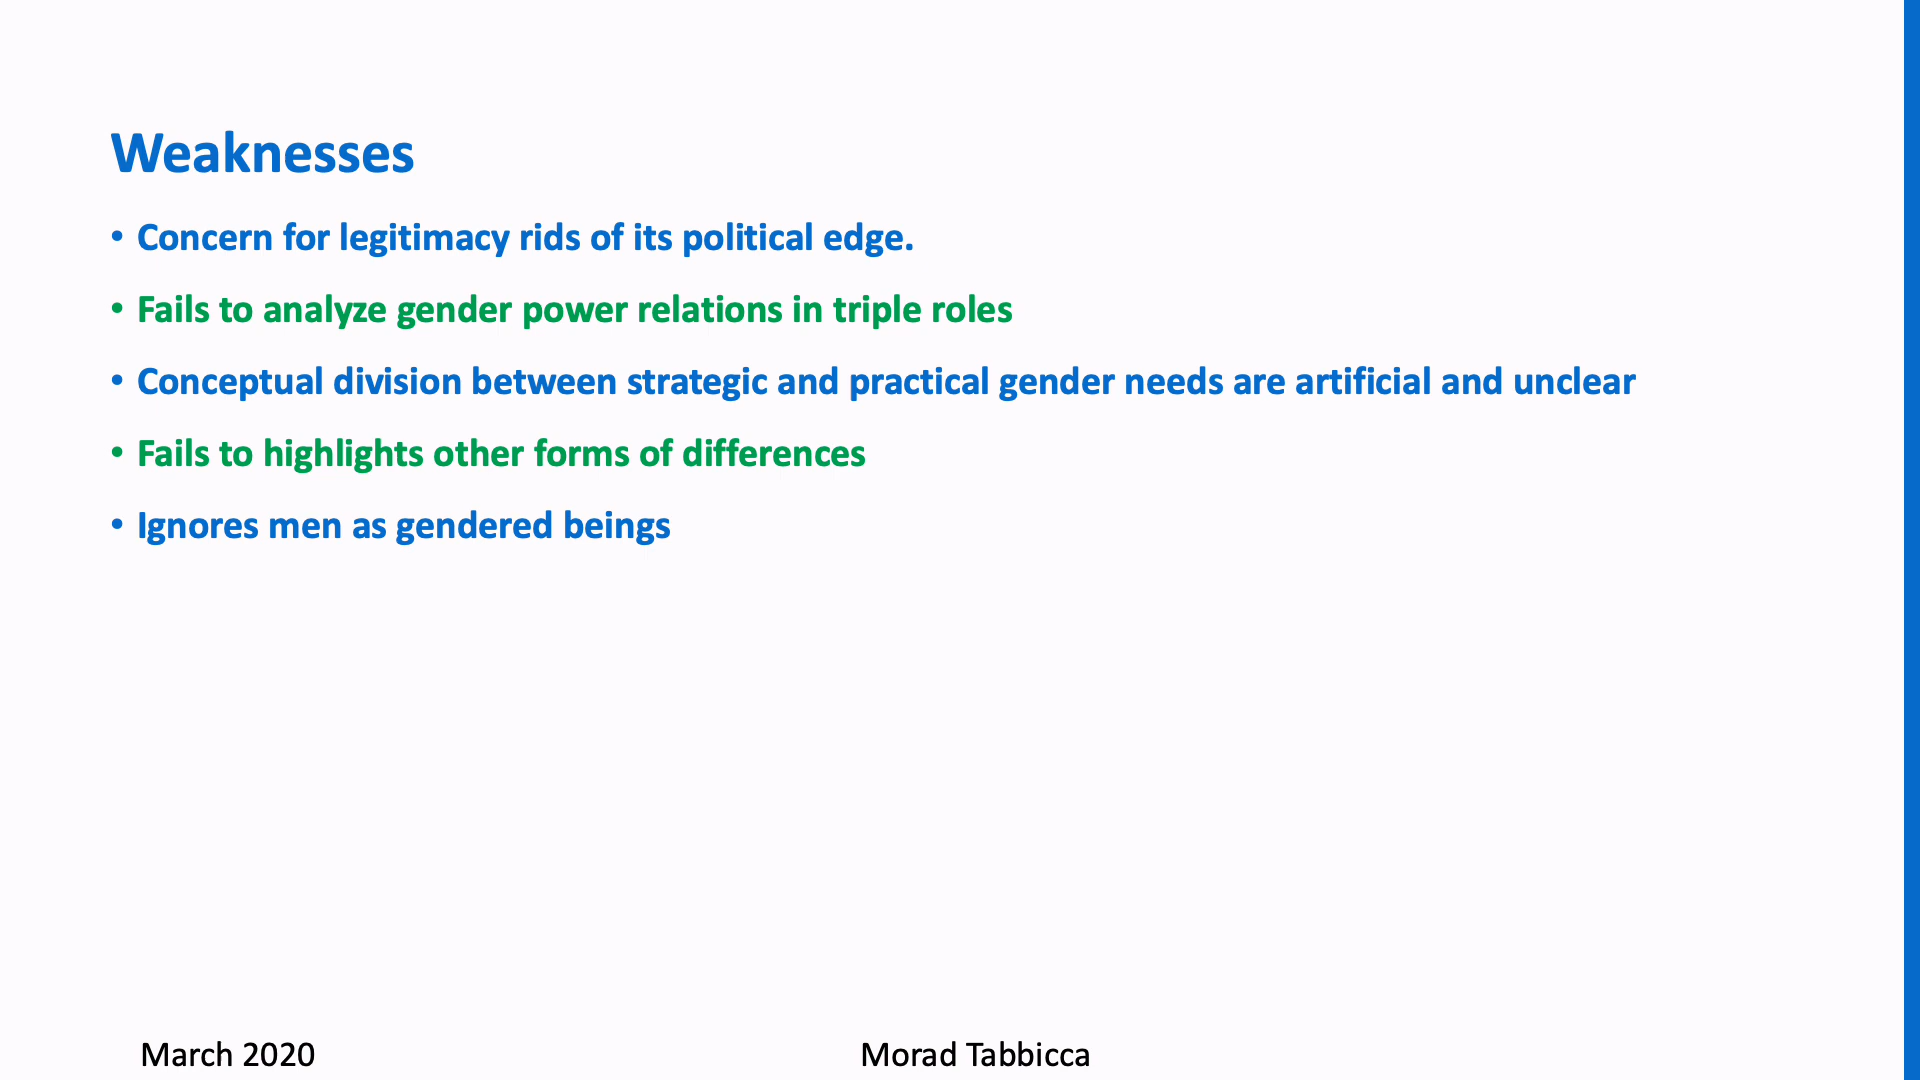 Weaknesses
• Concern for legitimacy rids of its political edge.
• Fails to analyze gender power relations in triple roles
• Conceptual division between strategic and practical gender needs are artificial and unclear
• Fails to highlights other forms of differences
• Ignores men as gendered beings
March 2020
Morad Tabbicca